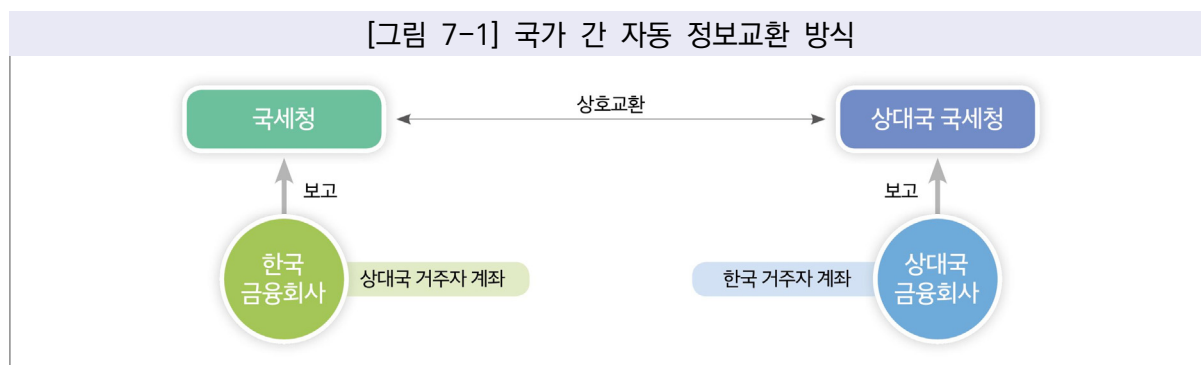 [그림 7-1] 국가 간 자동 정보교환 방식
국세청
상호교환
상대국 국세청
보고
보고
한국
금융회사
상대국 거주자 계좌
한국 거주자 계좌
상대국
금융회사